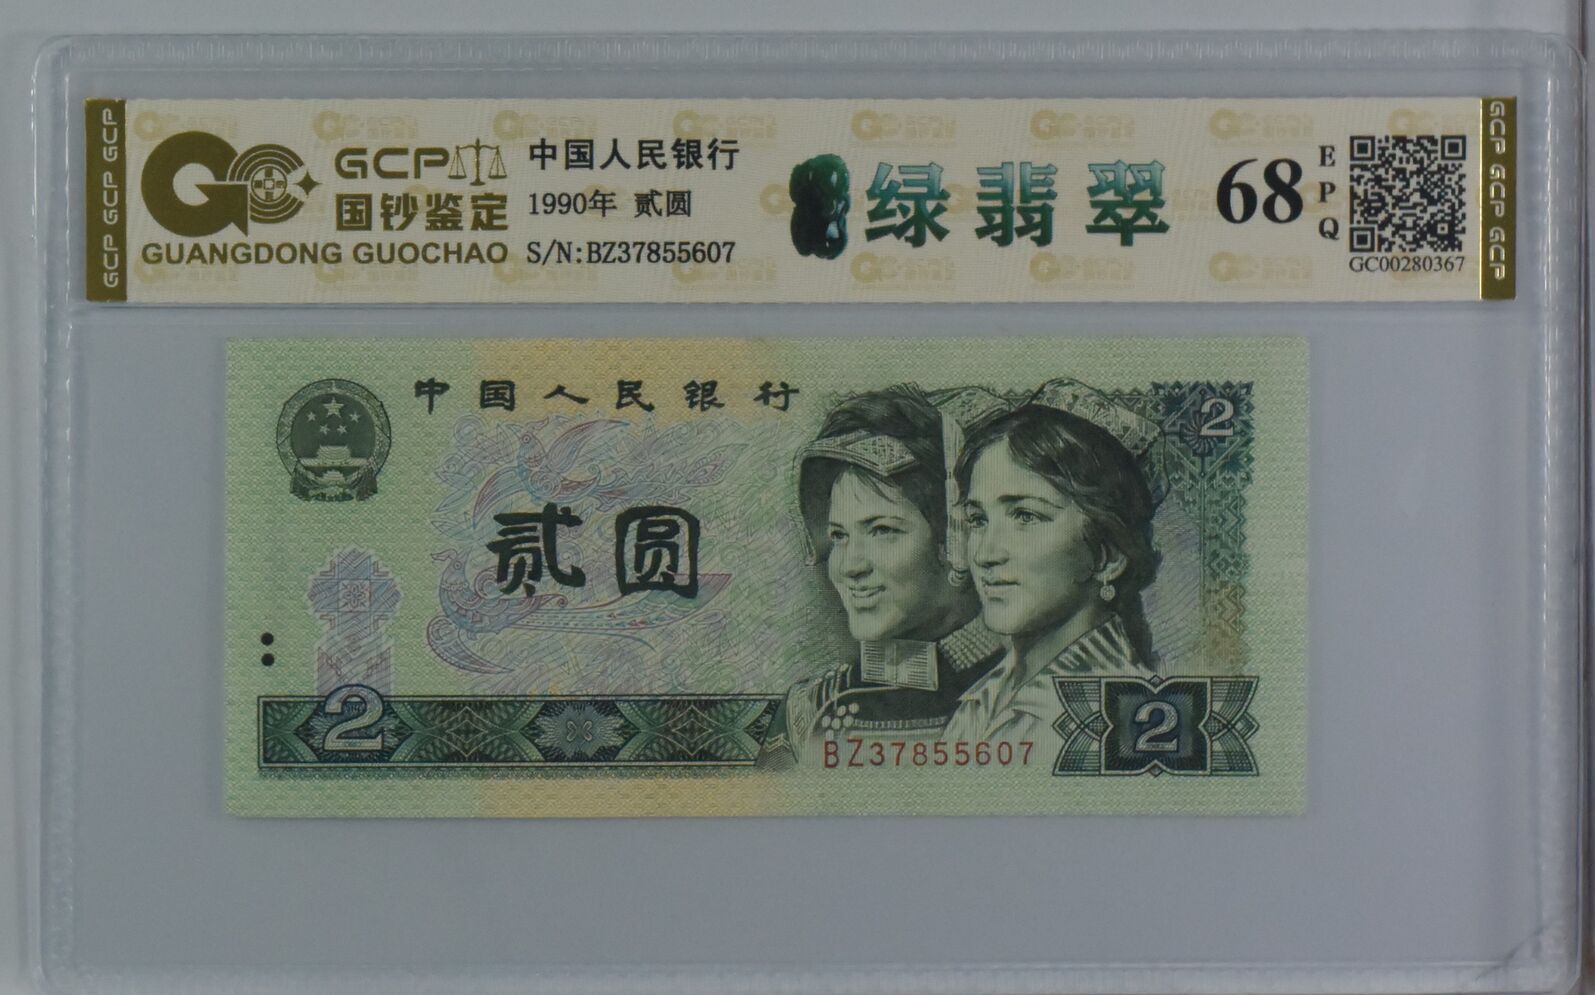 GCP GCP GCP
GCP
国钞鉴定
GUANGDONG GUOCHAO
中国人民银行
1990年 贰圆
S/N:BZ37855607
绿翡翠
68
EPQ
GC00280367
GCP GCP GCP
中国人民银行
2
贰圆
2
BZ37855607
2